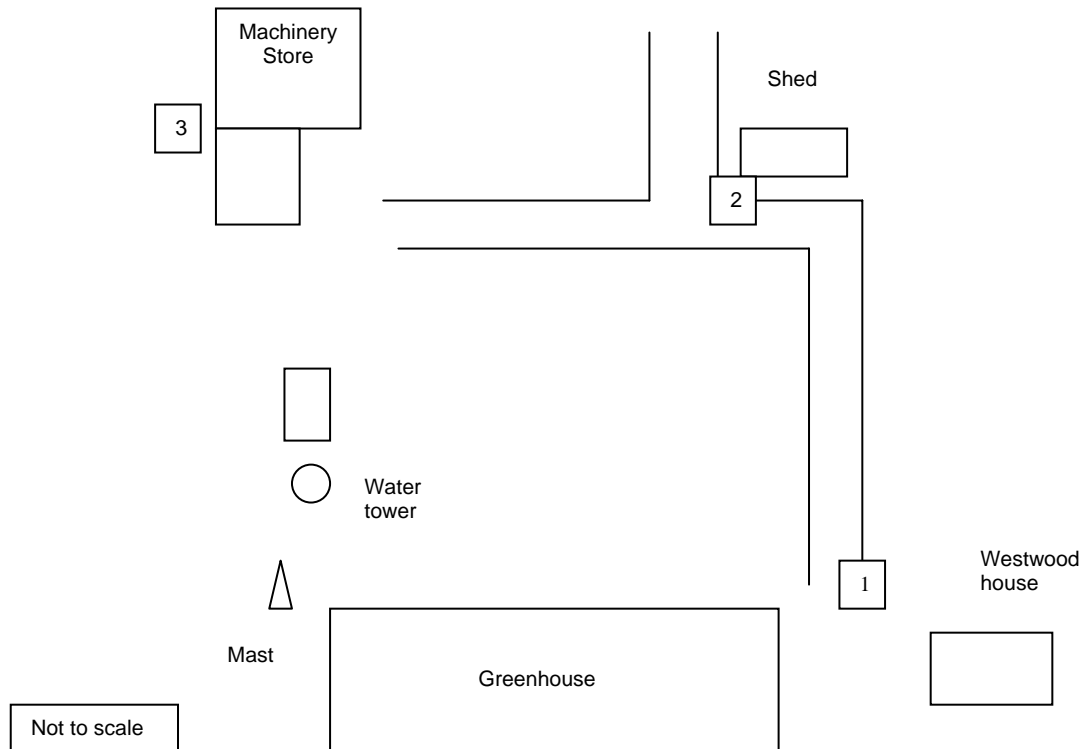 Machinery
Store
Shed
3
2
Water
tower
Westwood
house
1
Mast
Greenhouse
Not to scale